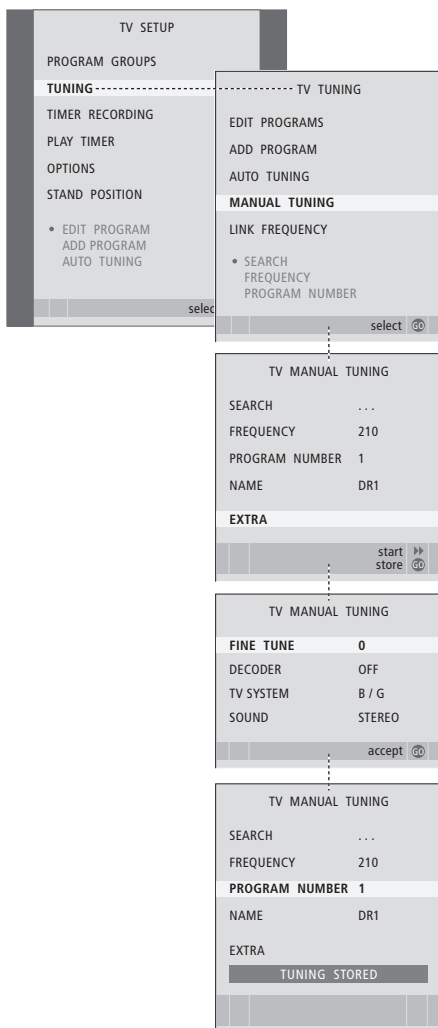 TV SETUP
PROGRAM GROUPS
TUNING
TIMER RECORDING
PLAY TIMER
OPTIONS
STAND POSITION
• EDIT PROGRAM
ADD PROGRAM
AUTO TUNING
selec
TV TUNING
EDIT PROGRAMS
ADD PROGRAM
AUTO TUNING
MANUAL TUNING
LINK FREQUENCY
• SEARCH
FREQUENCY
PROGRAM NUMBER
select GO
TV MANUAL TUNING
SEARCH ...
FREQUENCY 210
PROGRAM NUMBER 1
NAME DR1
EXTRA
start
store GO
TV MANUAL TUNING
FINE TUNE 0
DECODER OFF
TV SYSTEM B / G
SOUND STEREO
accept GO
TV MANUAL TUNING
SEARCH ...
FREQUENCY 210
PROGRAM NUMBER 1
NAME DR1
EXTRA
TUNING STORED